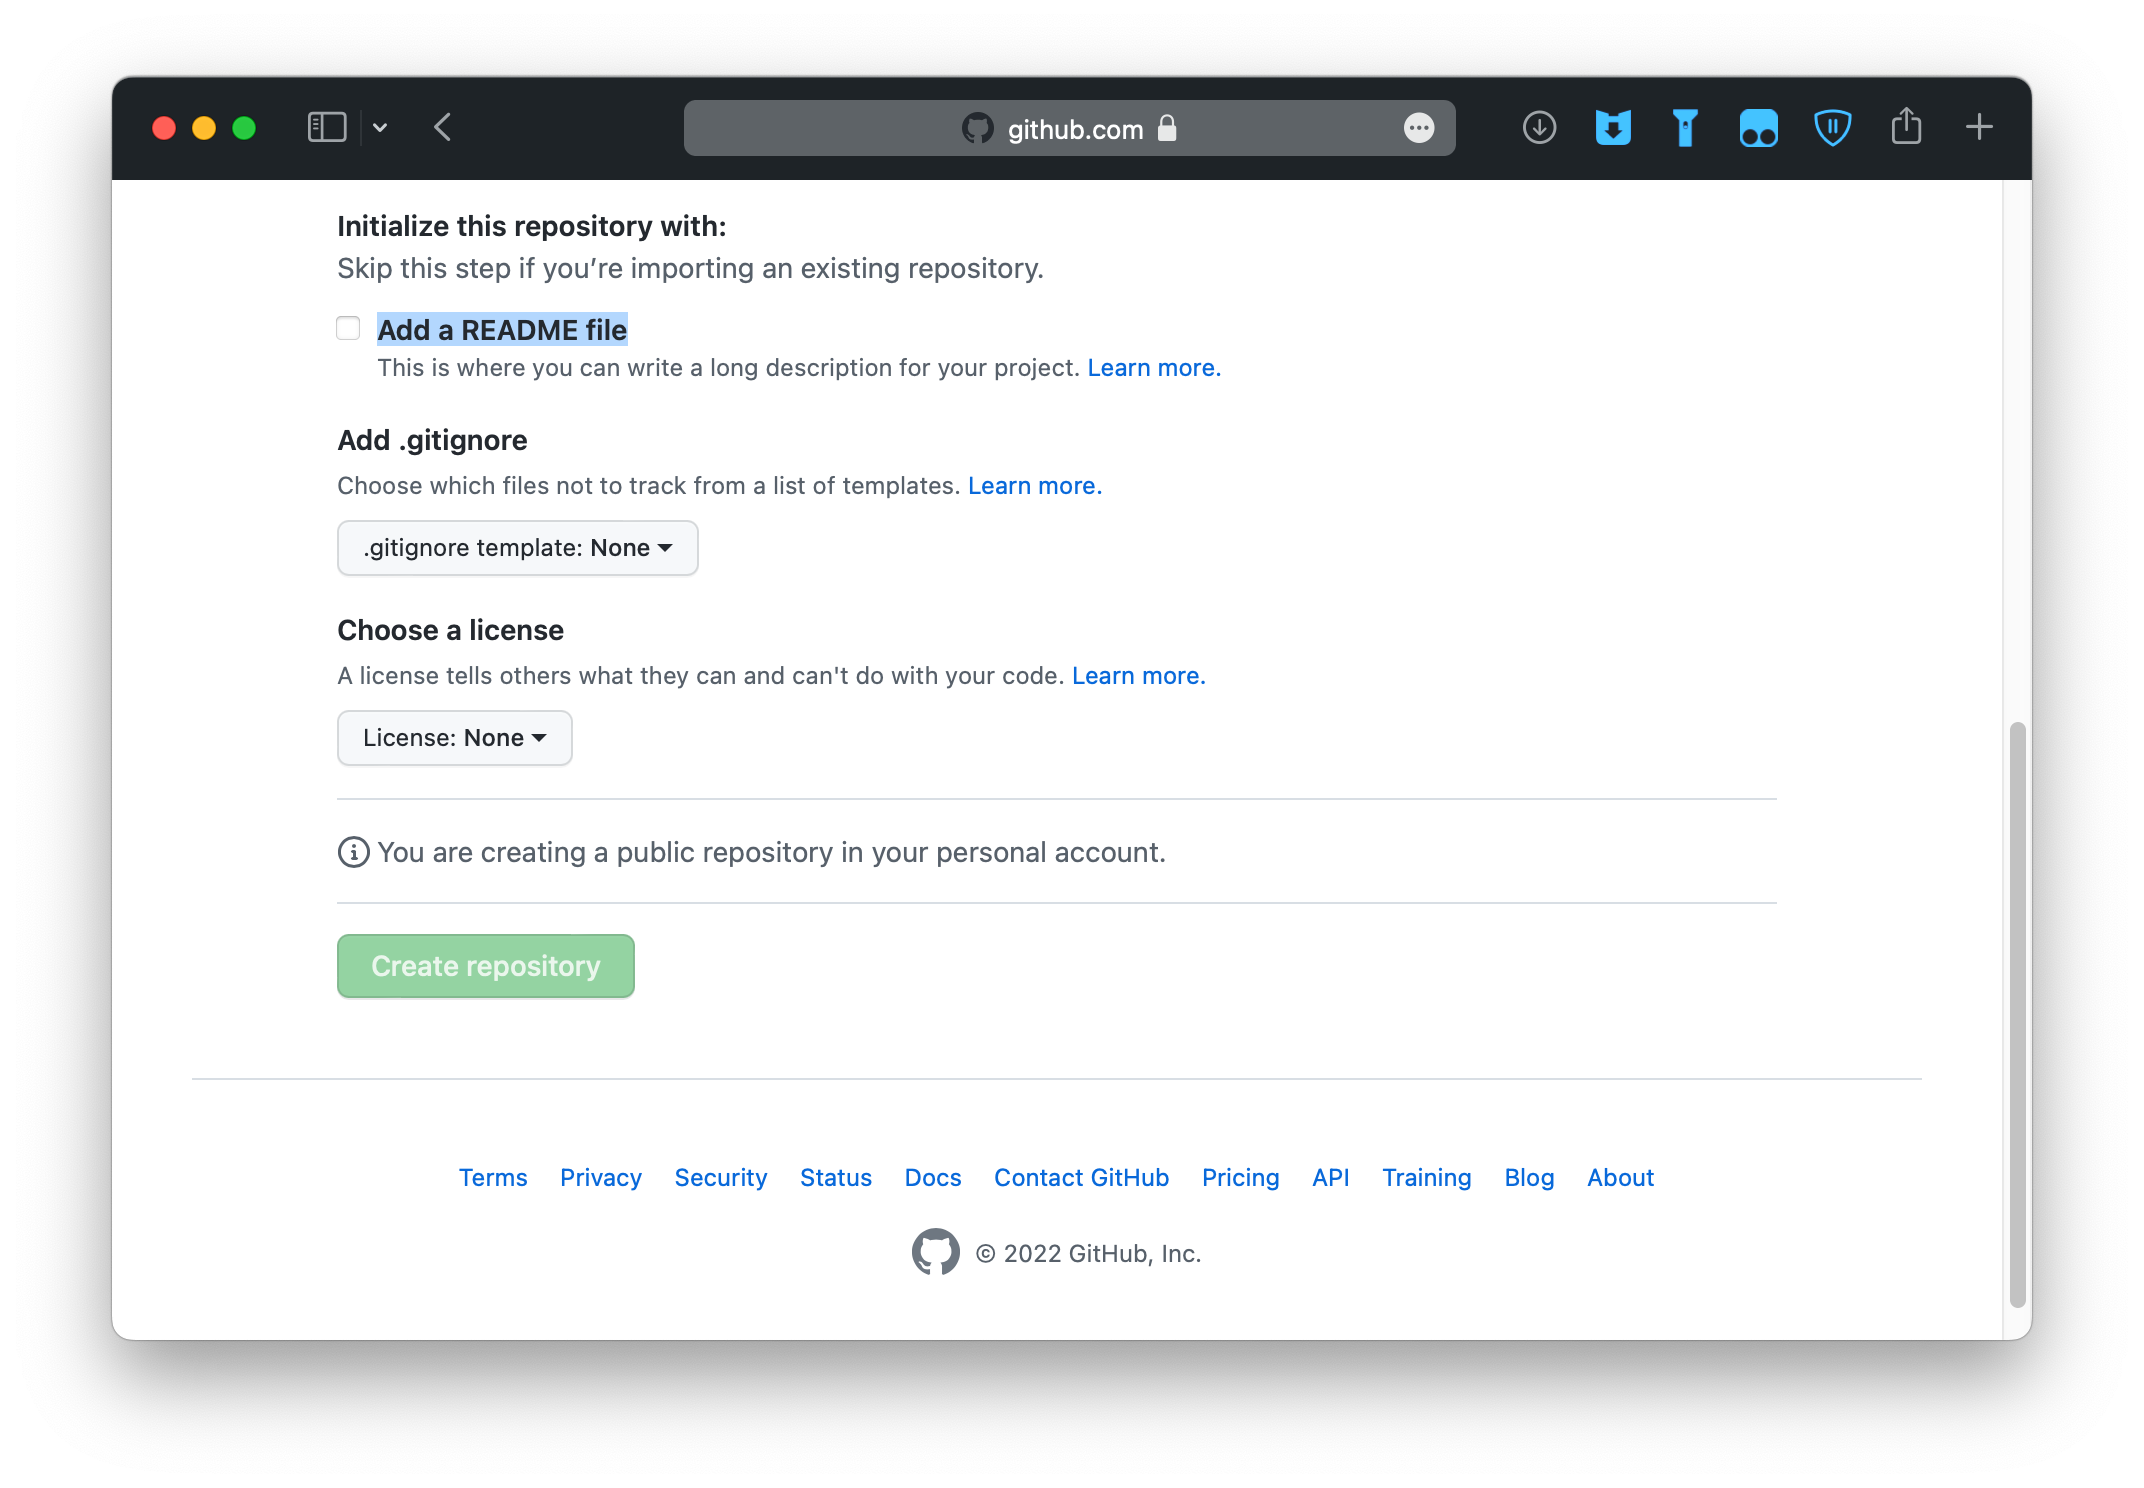 github.com
Initialize this repository with:
Skip this step if you’re importing an existing repository.
Add a README file
This is where you can write a long description for your project. Learn more.
Add .gitignore
Choose which files not to track from a list of templates. Learn more.
.gitignore template: None
Choose a license
A license tells others what they can and can't do with your code. Learn more.
License: None
You are creating a public repository in your personal account.
Create repository
Terms Privacy Security Status Docs Contact GitHub Pricing API Training Blog About
© 2022 GitHub, Inc.